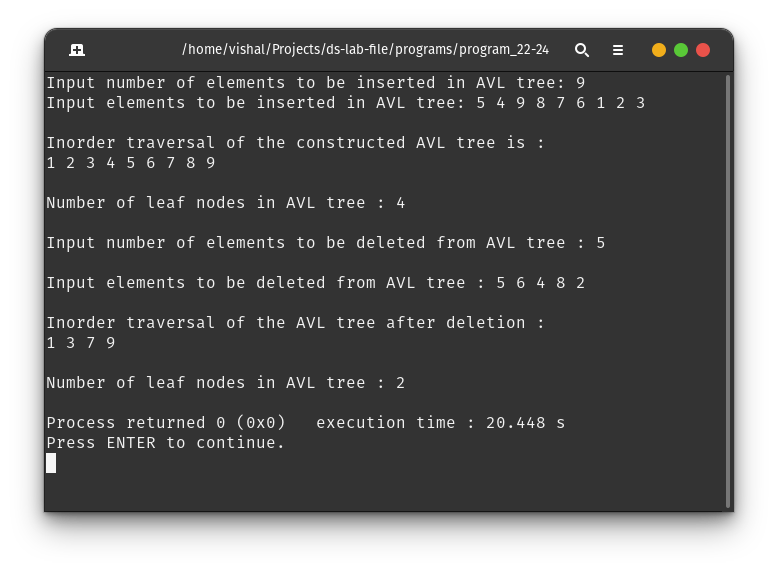 /home/vishal/Projects/ds-lab-file/programs/program_22-24
Input number of elements to be inserted in AVL tree: 9
Input elements to be inserted in AVL tree: 5 4 9 8 7 6 1 2 3
Inorder traversal of the constructed AVL tree is :
1 2 3 4 5 6 7 8 9
Number of leaf nodes in AVL tree : 4
Input number of elements to be deleted from AVL tree : 5
Input elements to be deleted from AVL tree : 5 6 4 8 2
Inorder traversal of the AVL tree after deletion :
1 3 7 9
Number of leaf nodes in AVL tree : 2
Process returned 0 (0x0)   execution time : 20.448 s
Press ENTER to continue.